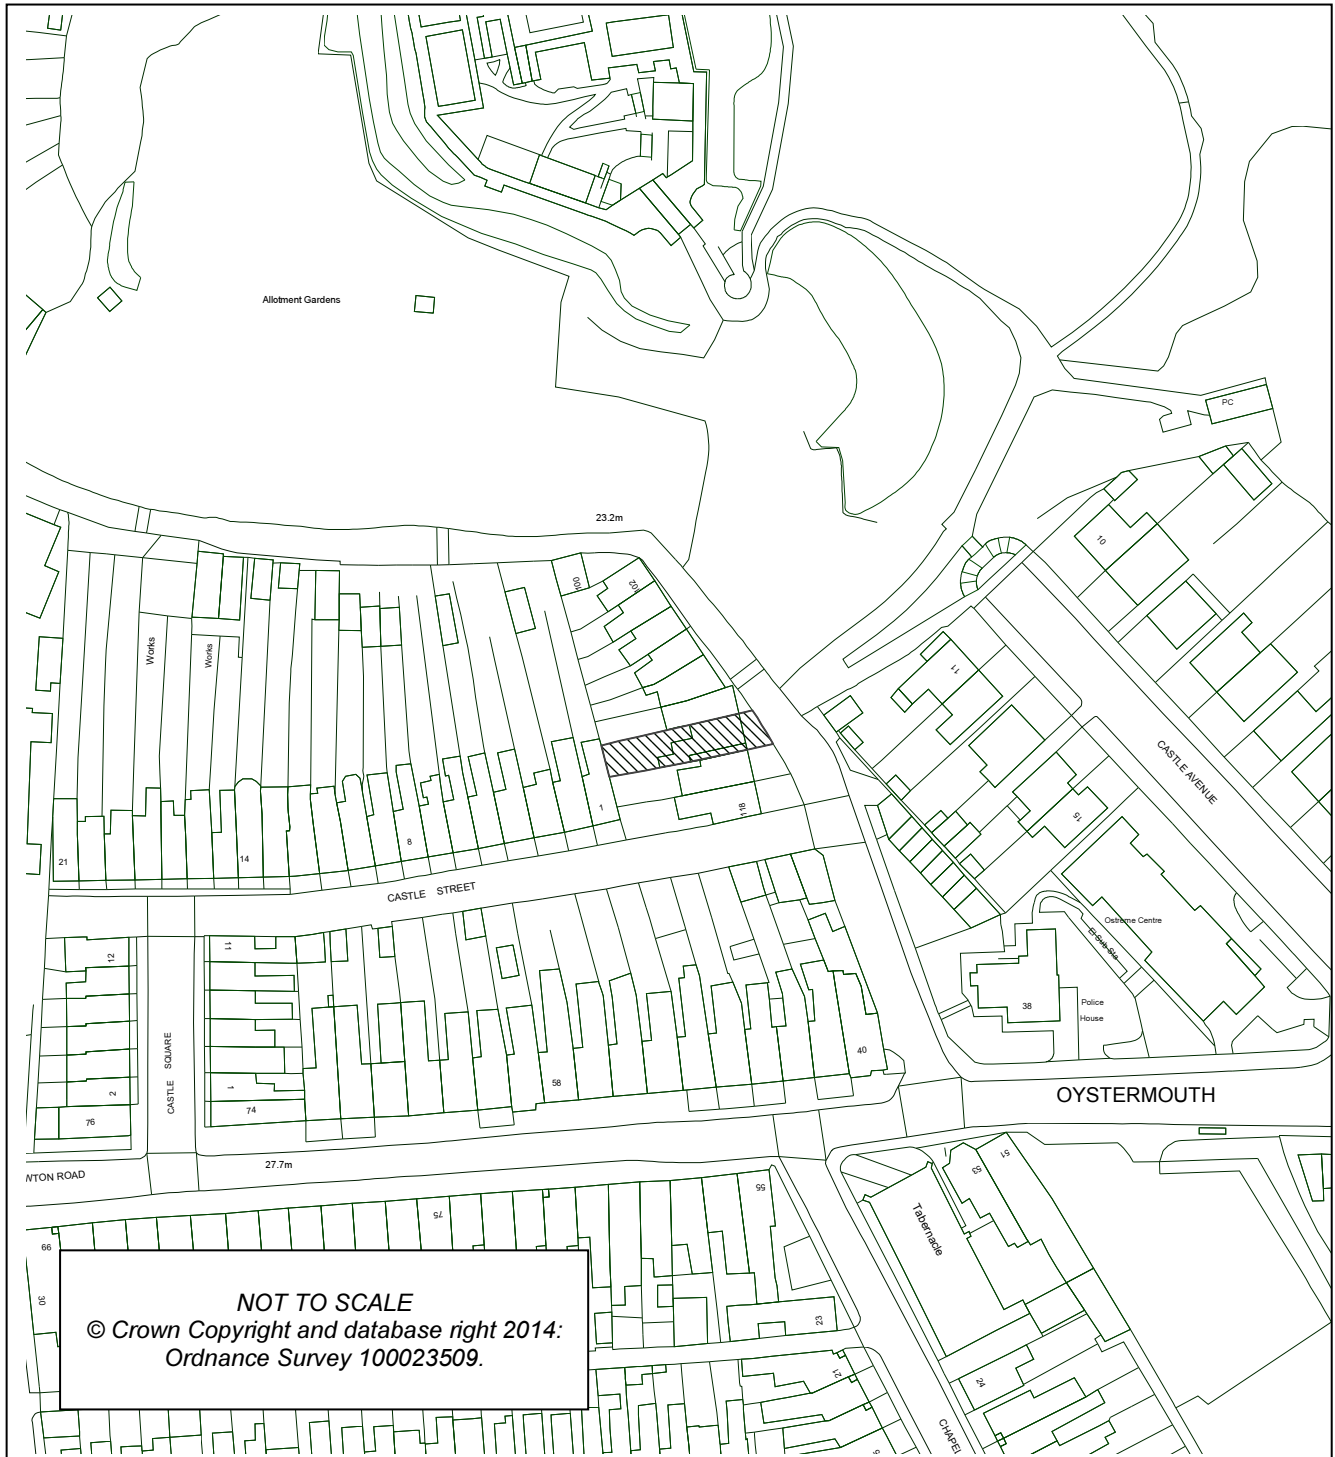 Allotment Gardens
PC
23.2m
100
102
10
Works
Works
11
CASTLE AVENUE
15
1
118
8
14
21
CASTLE STREET
Ostreme Centre
El Sub Sta
12
11
38
Police
House
40
58
CASTLE SQUARE
2
1
76
74
OYSTERMOUTH
WTON ROAD
27.7m
51
53
55
75
Tabernacle
66
30
NOT TO SCALE
© Crown Copyright and database right 2014:
Ordnance Survey 100023509.
23
21
24
CHAPEL